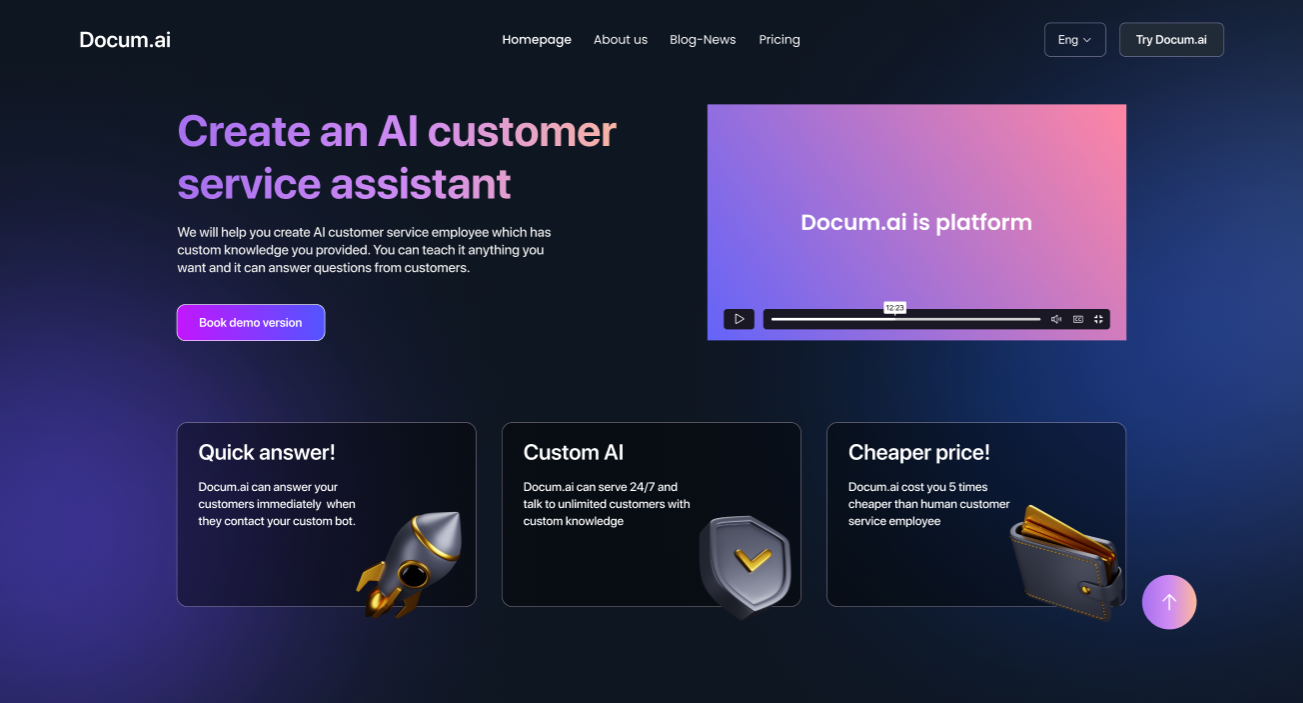 Docum.ai
Homepage
About us
Blog-News
Pricing
Eng
Try Docum.ai
Create an AI customer
service assistant
We will help you create AI customer service employee which has
custom knowledge you provided. You can teach it anything you
want and it can answer questions from customers.
Book demo version
Docum.ai is platform
12:23
CC
Quick answer!
Docum.ai can answer your
customers immediately when
they contact your custom bot.
Custom AI
Docum.ai can serve 24/7 and
talk to unlimited customers with
custom knowledge
Cheaper price!
Docum.ai cost you 5 times
cheaper than human customer
service employee